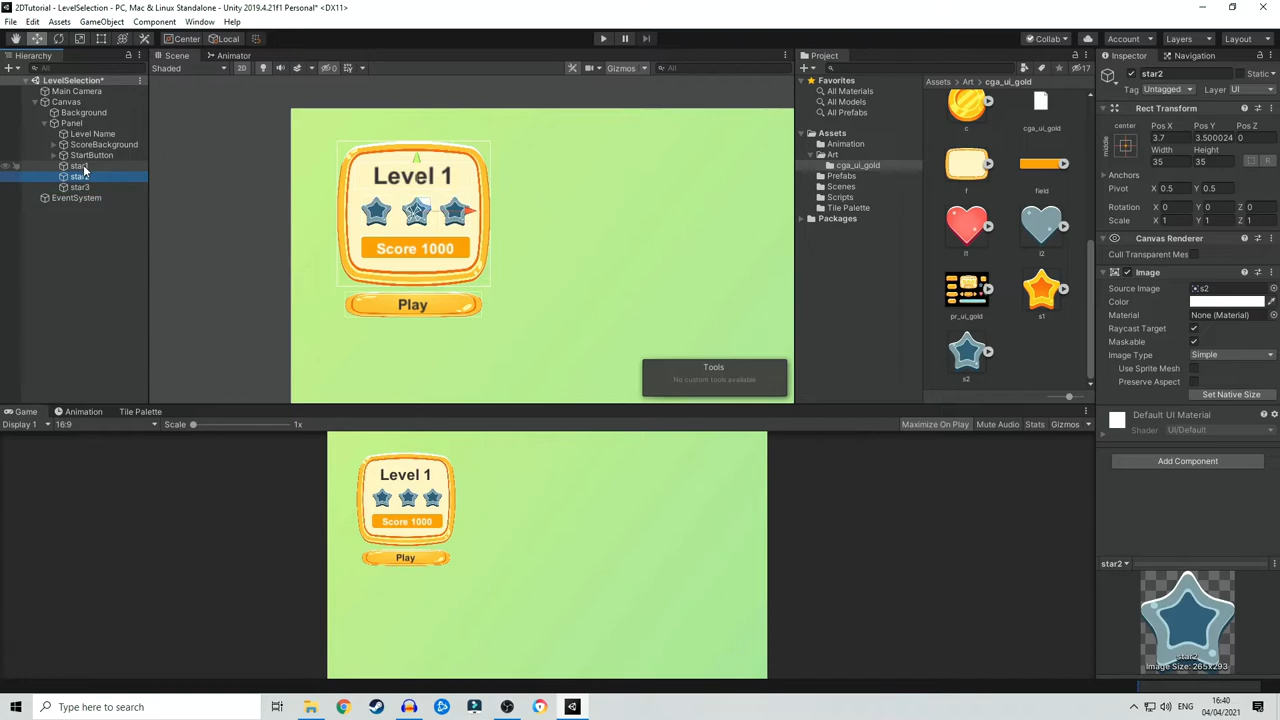 2DTutorial - LevelSelection - PC, Mac & Linux Standalone - Unity 2019.4.21f1 Personal* <DX11>
File Edit Assets GameObject Component Window Help
Center Local Collab Account Layers Layout
Hierarchy Scene Animator Project Inspector Navigation
All Shaded 2D 0 Gizmos All 17
LevelSelection*
Main Camera
Canvas
Background
Panel
Level Name
ScoreBackground
StartButton
star2
star3
EventSystem
Level 1
Score 1000
Play
Tools
No custom tools available
Favorites
All Materials
All Models
All Prefabs
Assets
Animation
Art
cga_ui_gold
Prefabs
Scenes
Scripts
Tile Palette
Packages
Assets Art cga_ui_gold
c cga_ui_gold
f field
l1 l2
pr_ui_gold s1
s2
star2 Static
Tag Untagged Layer UI
Rect Transform
center Pos X Pos Y Pos Z
middle 3.7 3.500024 0
Width Height
35 35 R
Anchors
Pivot X 0.5 Y 0.5
Rotation X 0 Y 0 Z 0
Scale X 1 Y 1 Z 1
Canvas Renderer
Cull Transparent Mes
Image
Source Image s2
Color
Material None (Material)
Raycast Target
Maskable
Image Type Simple
Use Sprite Mesh
Preserve Aspect
Set Native Size
Default UI Material
Shader UI/Default
Add Component
Game Animation Tile Palette
Display 1 16:9 Scale 1x Maximize On Play Mute Audio Stats Gizmos
Level 1
Score 1000
Play
star2
star2
Image Size: 265x293
Type here to search
ENG 16:40
04/04/2021